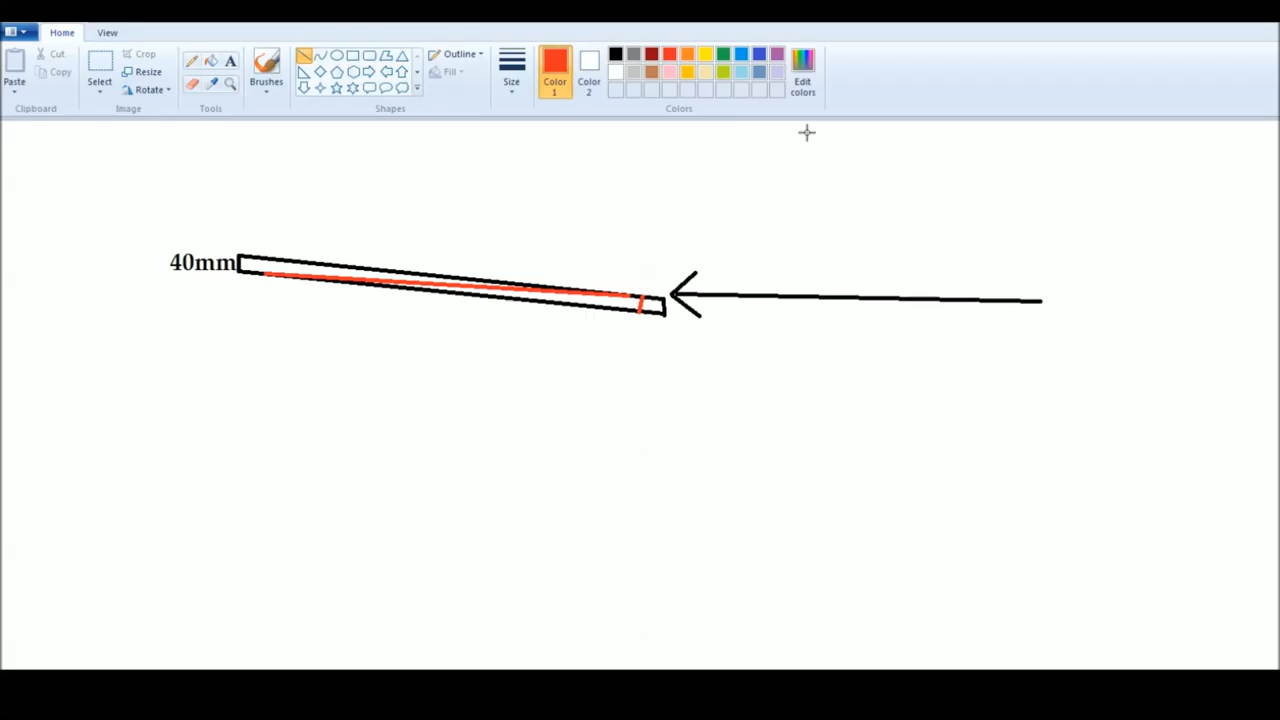 Home
View
Paste
Cut
Copy
Clipboard
Select
Crop
Resize
Rotate
Image
A
Tools
Brushes
Outline
Fill
Shapes
Size
Color
1
Color
2
Edit
colors
Colors
40mm